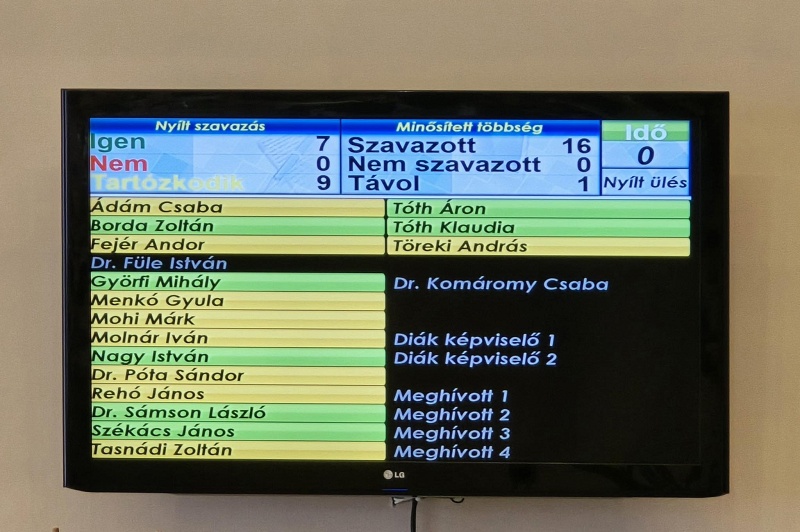 Nyílt szavazás
Igen 7
Nem 0
Tartózkodik 9
Minősített többség
Szavazott 16
Nem szavazott 0
Távol 1
Idő
0
Nyílt ülés
Ádám Csaba
Borda Zoltán
Fejér Andor
Dr. Füle István
Györfi Mihály
Menkó Gyula
Mohi Márk
Molnár Iván
Nagy István
Dr. Póta Sándor
Rehó János
Dr. Sámson László
Székács János
Tasnádi Zoltán
Tóth Áron
Tóth Klaudia
Töreki András
Dr. Komáromy Csaba
Diák képviselő 1
Diák képviselő 2
Meghívott 1
Meghívott 2
Meghívott 3
Meghívott 4
LG